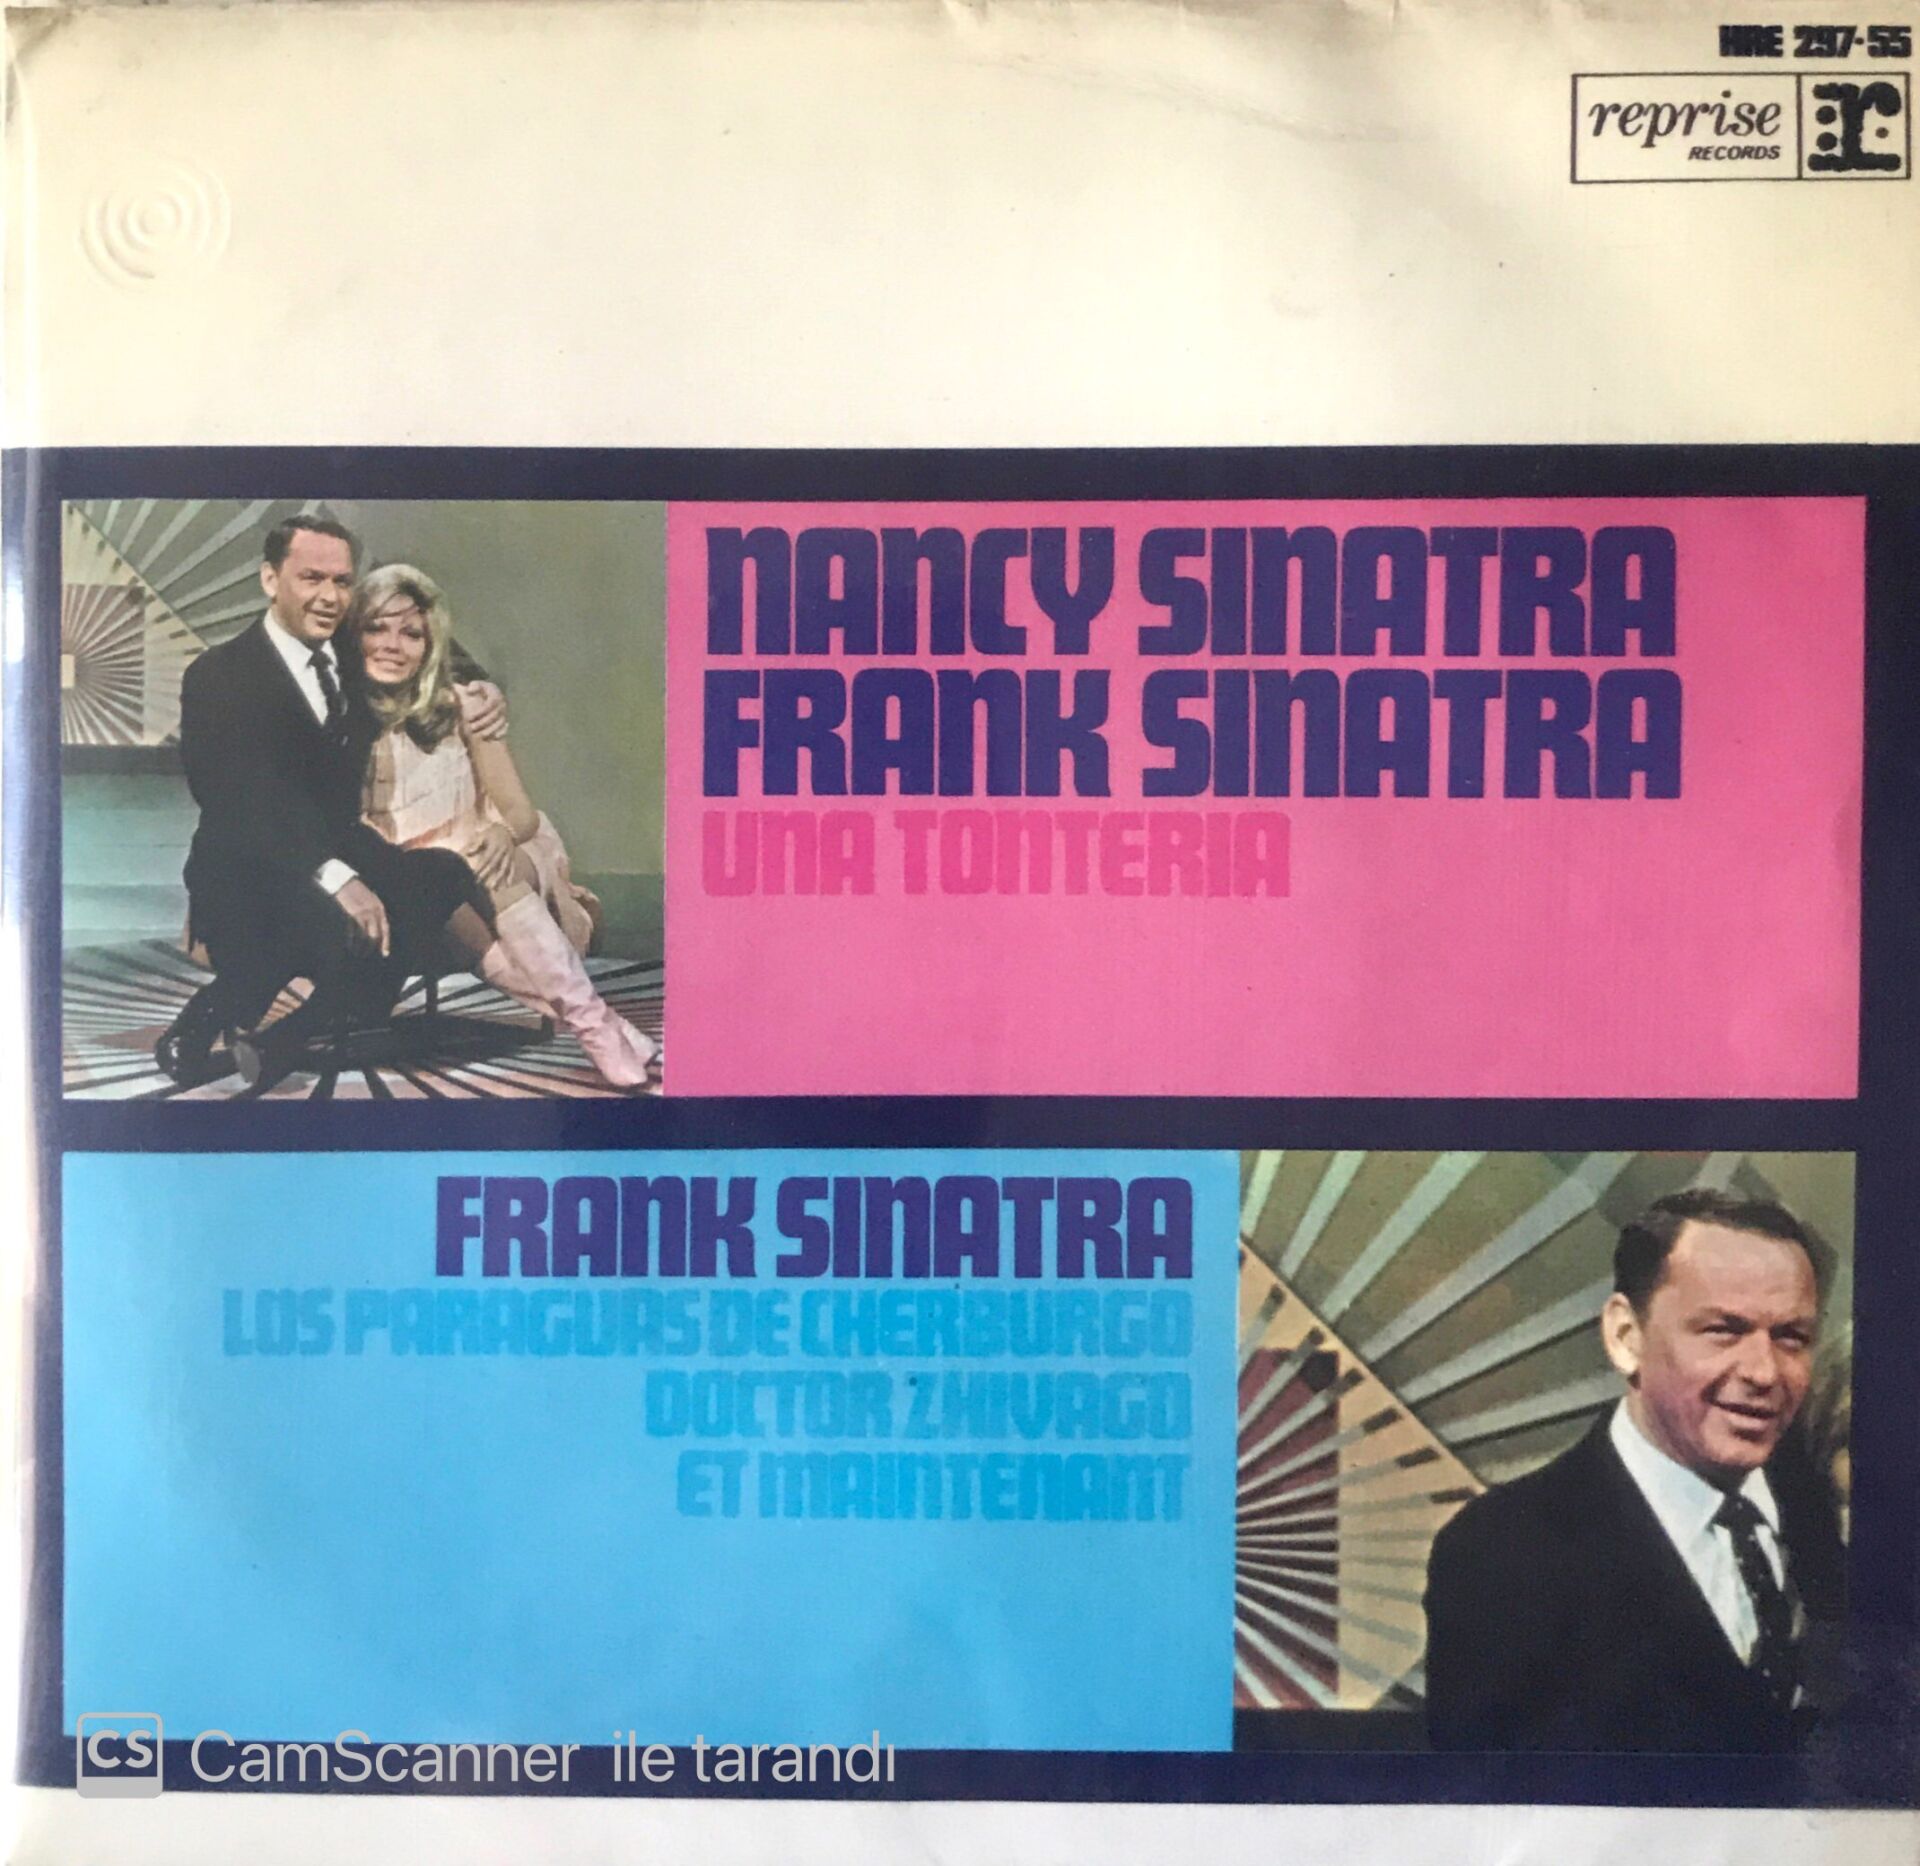 HRE 297-55
reprise
RECORDS
r
NANCY SINATRA
FRANK SINATRA
UNA TONTERIA
FRANK SINATRA
LOS PARAGUAS DE CHERBURGO
DOCTOR ZHIVAGO
ET MAINTENANT
CS CamScanner ile tarandı